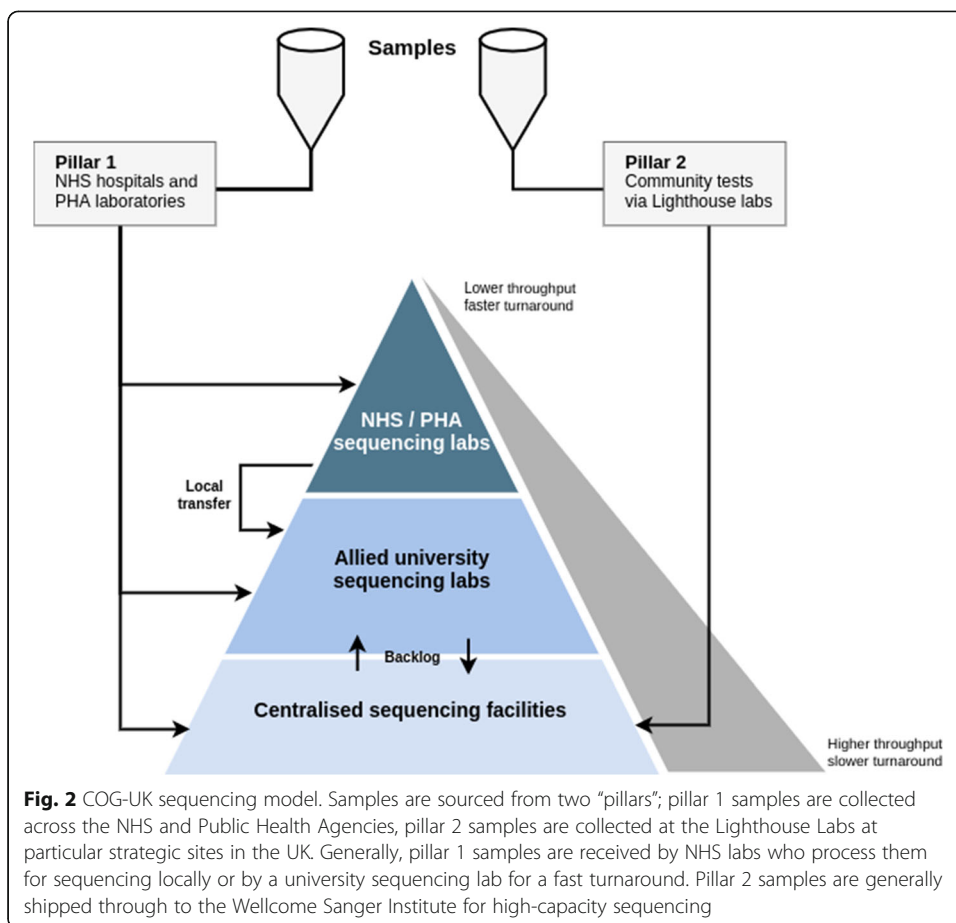 Samples
Pillar 1
NHS hospitals and
PHA laboratories
Pillar 2
Community tests
via Lighthouse labs
Lower throughput
faster turnaround
NHS / PHA
sequencing labs
Local
transfer
Allied university
sequencing labs
Backlog
Centralised sequencing facilities
Higher throughput
slower turnaround
Fig. 2 COG-UK sequencing model. Samples are sourced from two “pillars”; pillar 1 samples are collected
across the NHS and Public Health Agencies, pillar 2 samples are collected at the Lighthouse Labs at
particular strategic sites in the UK. Generally, pillar 1 samples are received by NHS labs who process them
for sequencing locally or by a university sequencing lab for a fast turnaround. Pillar 2 samples are generally
shipped through to the Wellcome Sanger Institute for high-capacity sequencing